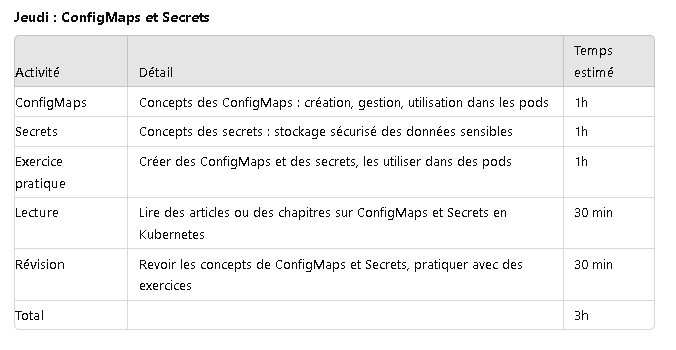 Jeudi : ConfigMaps et Secrets
Activité Détail Temps estimé
ConfigMaps Concepts des ConfigMaps : création, gestion, utilisation dans les pods 1h
Secrets Concepts des secrets : stockage sécurisé des données sensibles 1h
Exercice pratique Créer des ConfigMaps et des secrets, les utiliser dans des pods 1h
Lecture Lire des articles ou des chapitres sur ConfigMaps et Secrets en Kubernetes 30 min
Révision Revoir les concepts de ConfigMaps et Secrets, pratiquer avec des exercices 30 min
Total 3h